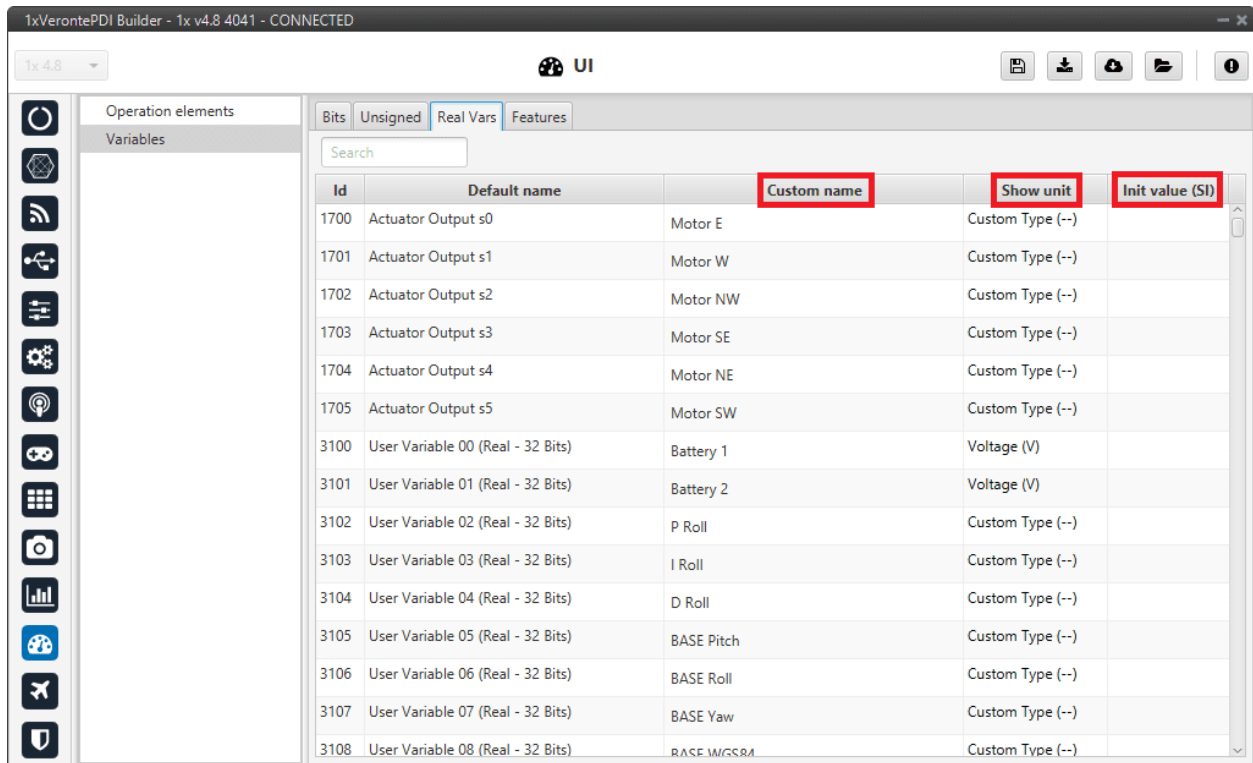 1xVerontePDI Builder - 1x v4.8 4041 - CONNECTED
1x 4.8
UI
Operation elements
Variables
Bits Unsigned Real Vars Features
Search
Id Default name Custom name Show unit Init value (SI)
1700 Actuator Output s0 Motor E Custom Type (--)
1701 Actuator Output s1 Motor W Custom Type (--)
1702 Actuator Output s2 Motor NW Custom Type (--)
1703 Actuator Output s3 Motor SE Custom Type (--)
1704 Actuator Output s4 Motor NE Custom Type (--)
1705 Actuator Output s5 Motor SW Custom Type (--)
3100 User Variable 00 (Real - 32 Bits) Battery 1 Voltage (V)
3101 User Variable 01 (Real - 32 Bits) Battery 2 Voltage (V)
3102 User Variable 02 (Real - 32 Bits) P Roll Custom Type (--)
3103 User Variable 03 (Real - 32 Bits) I Roll Custom Type (--)
3104 User Variable 04 (Real - 32 Bits) D Roll Custom Type (--)
3105 User Variable 05 (Real - 32 Bits) BASE Pitch Custom Type (--)
3106 User Variable 06 (Real - 32 Bits) BASE Roll Custom Type (--)
3107 User Variable 07 (Real - 32 Bits) BASE Yaw Custom Type (--)
3108 User Variable 08 (Real - 32 Bits) BASE WGS84 Custom Type (--)